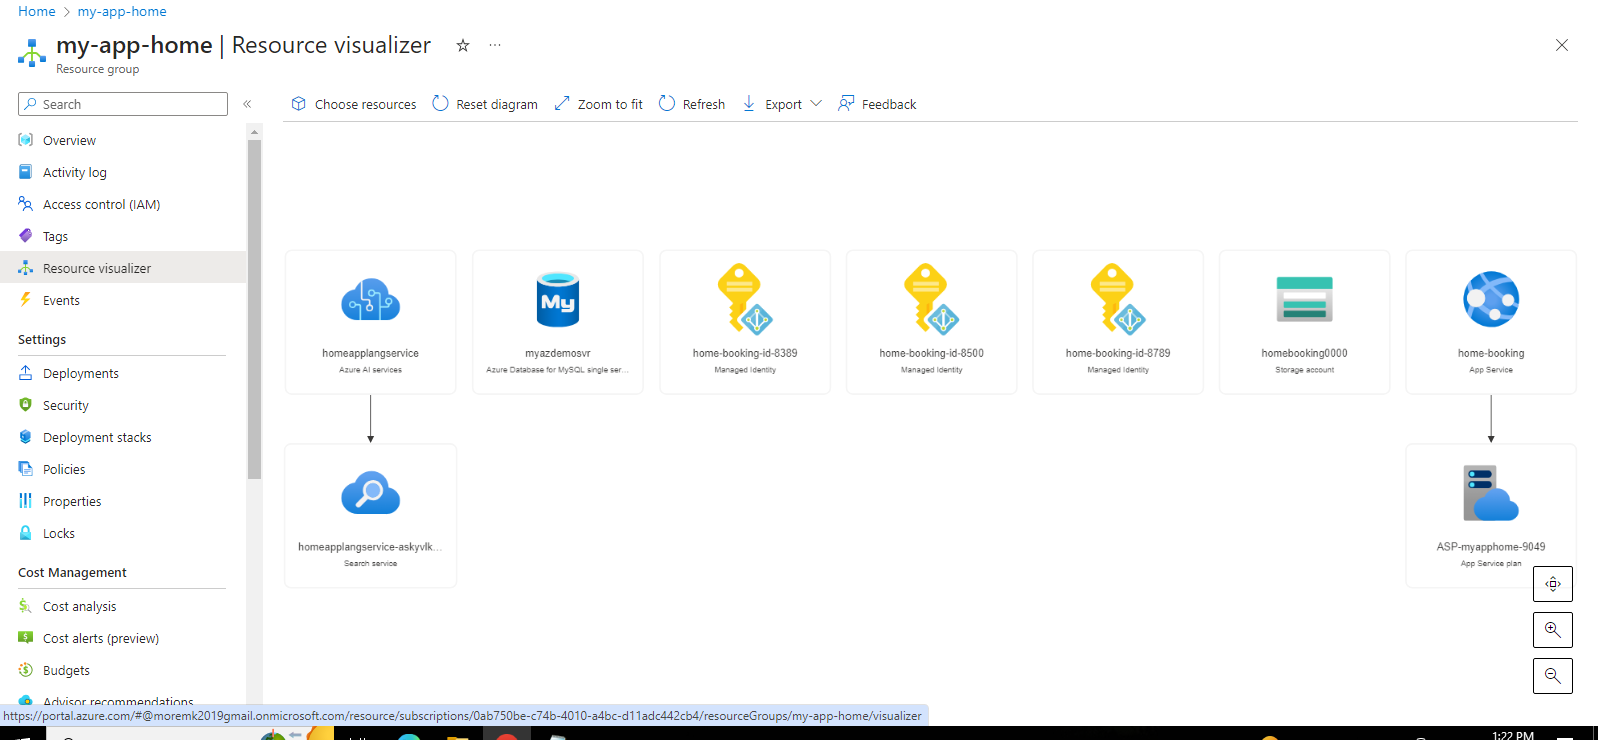 Home > my-app-home
my-app-home | Resource visualizer
Resource group
Search
Overview
Activity log
Access control (IAM)
Tags
Resource visualizer
Events
Settings
Deployments
Security
Deployment stacks
Policies
Properties
Locks
Cost Management
Cost analysis
Cost alerts (preview)
Budgets
Advisor recommendations
Choose resources Reset diagram Zoom to fit Refresh Export Feedback
homeapplangservice
Azure AI services
My
myazdemosvr
Azure Database for MySQL single ser...
home-booking-id-8389
Managed Identity
home-booking-id-8500
Managed Identity
home-booking-id-8789
Managed Identity
homebooking0000
Storage account
home-booking
App Service
homeapplangservice-askyvlk...
Search service
ASP-myapphome-9049
App Service plan
https://portal.azure.com/#@moremk2019gmail.onmicrosoft.com/resource/subscriptions/0ab750be-c74b-4010-a4bc-d11adc442cb4/resourceGroups/my-app-home/visualizer
1:22 PM